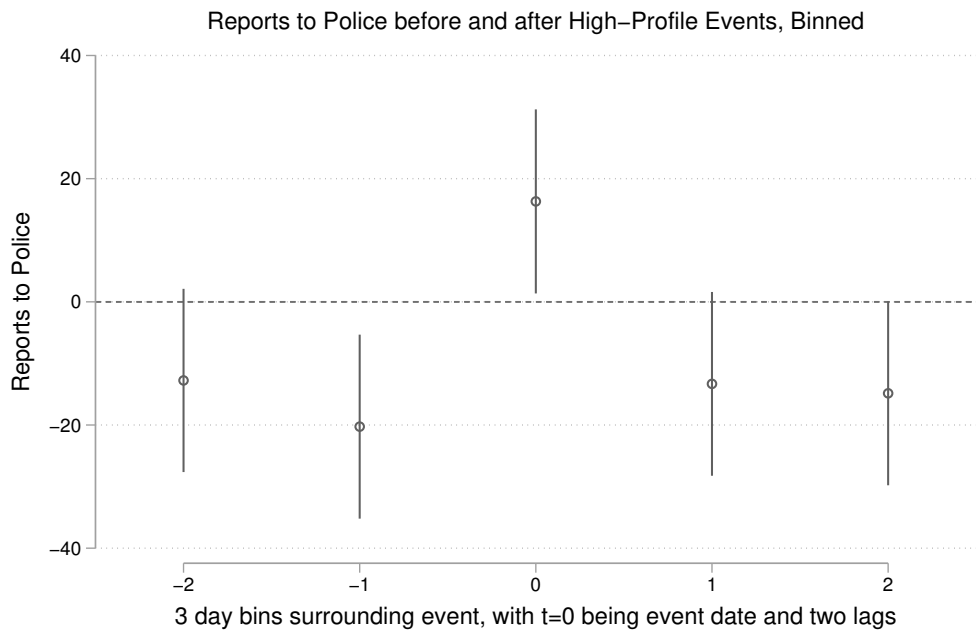 Reports to Police before and after High−Profile Events, Binned
40
20
0
−20
−40
Reports to Police
−2 −1 0 1 2
3 day bins surrounding event, with t=0 being event date and two lags